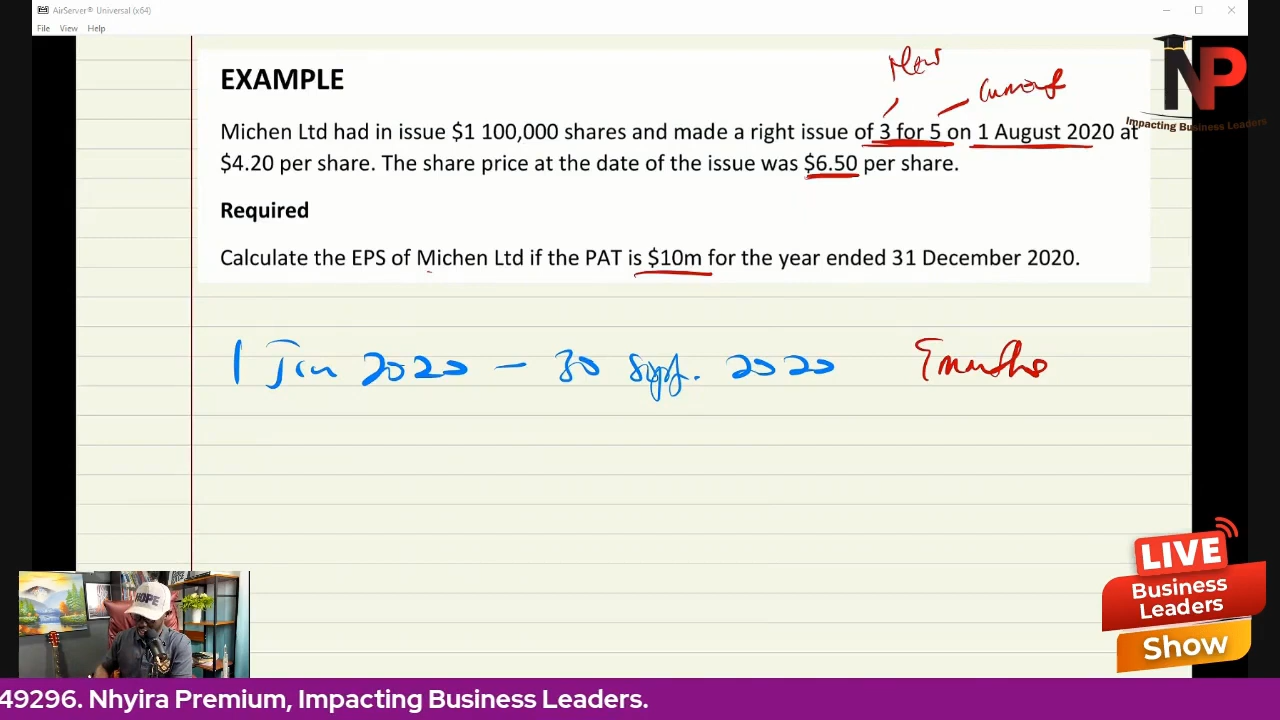 AirServer® Universal (x64)
File View Help
New
Current
NP
Impacting Business Leaders
EXAMPLE
Michen Ltd had in issue $1 100,000 shares and made a right issue of 3 for 5 on 1 August 2020 at
$4.20 per share. The share price at the date of the issue was $6.50 per share.
Required
Calculate the EPS of Michen Ltd if the PAT is $10m for the year ended 31 December 2020.
1 Jan 2020 – 30 Sept. 2020 9 months
HOPE
LIVE
Business
Leaders
Show
49296. Nhyira Premium, Impacting Business Leaders.